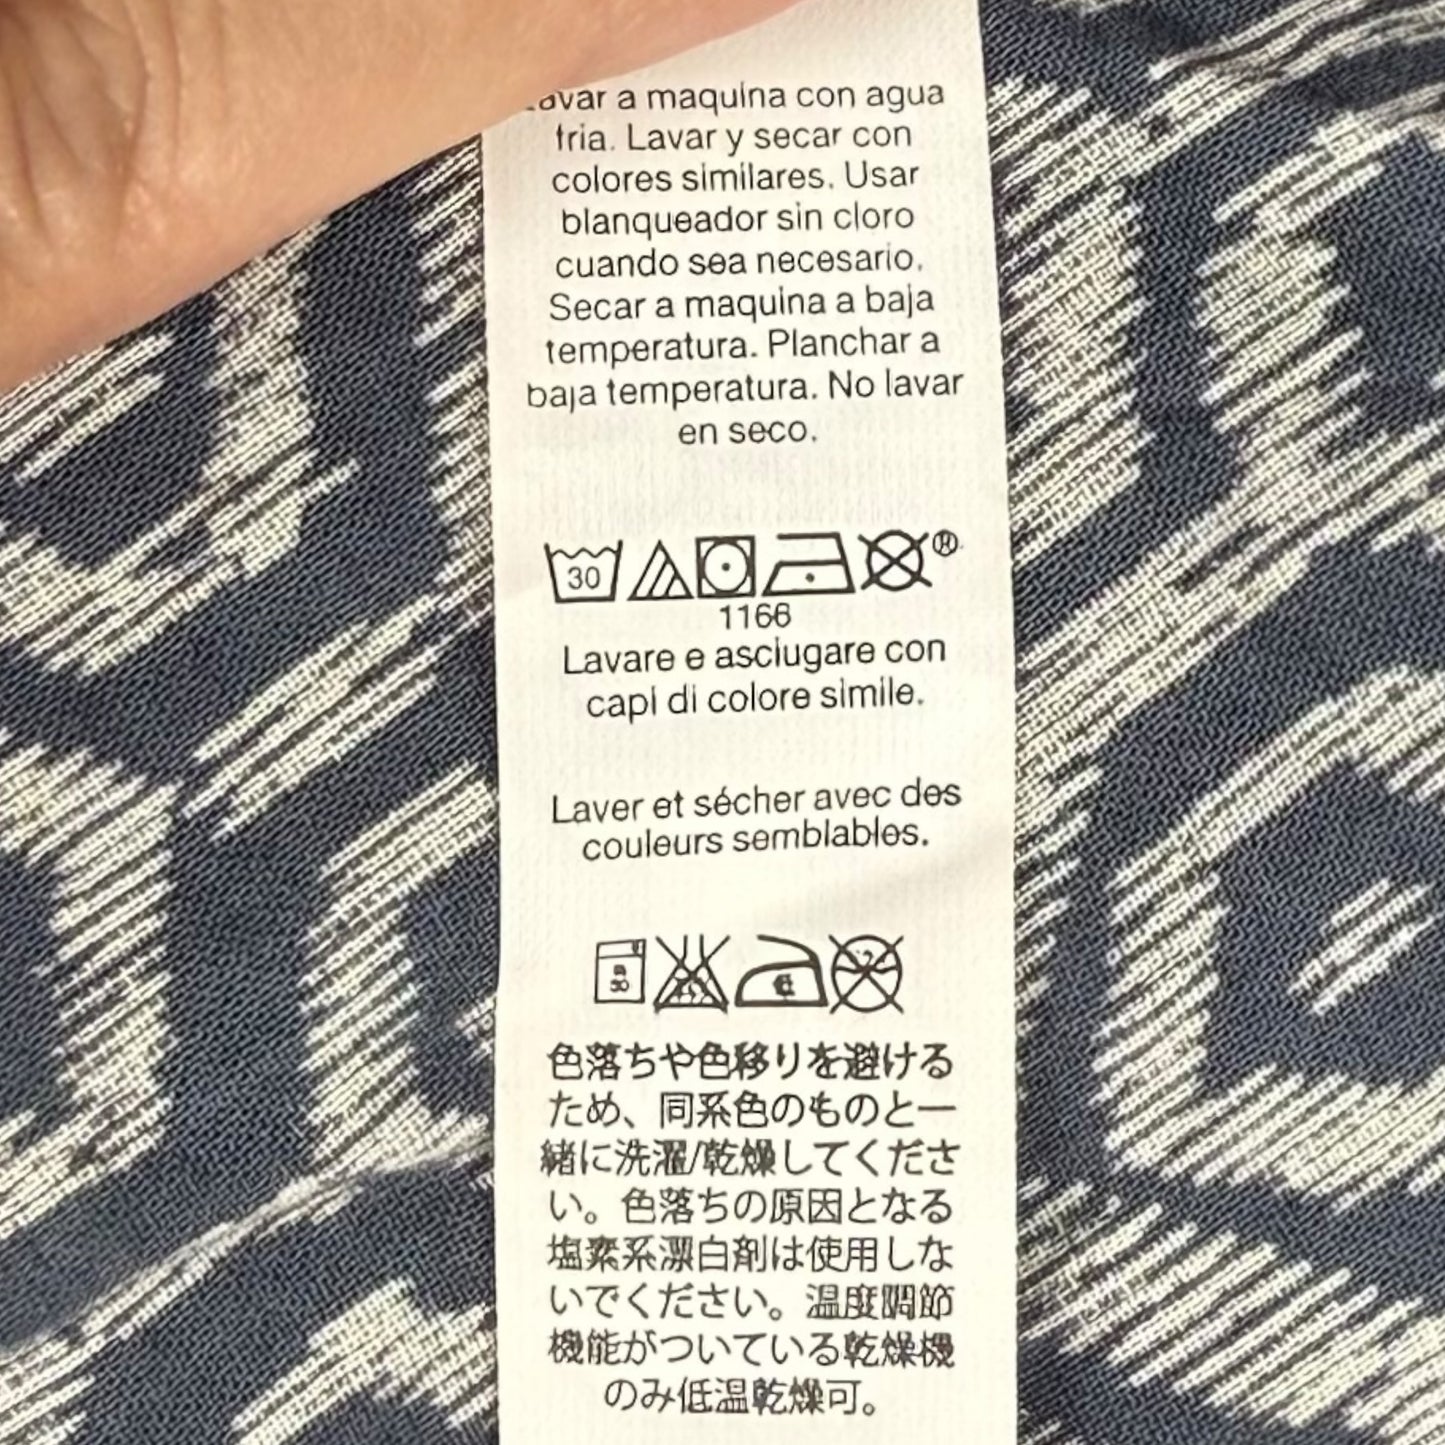 Lavar a maquina con agua
fria. Lavar y secar con
colores similares. Usar
blanqueador sin cloro
cuando sea necesario.
Secar a maquina a baja
temperatura. Planchar a
baja temperatura. No lavar
en seco.
30 ®
1166
Lavare e asciugare con
capi di colore simile.
Laver et sécher avec des
couleurs semblables.
30
色落ちや色移りを避ける
ため、同系色のものと一
緒に洗濯/乾燥してくださ
い。色落ちの原因となる
塩素系漂白剤は使用しな
いでください。温度調節
機能がついている乾燥機
のみ低温乾燥可。